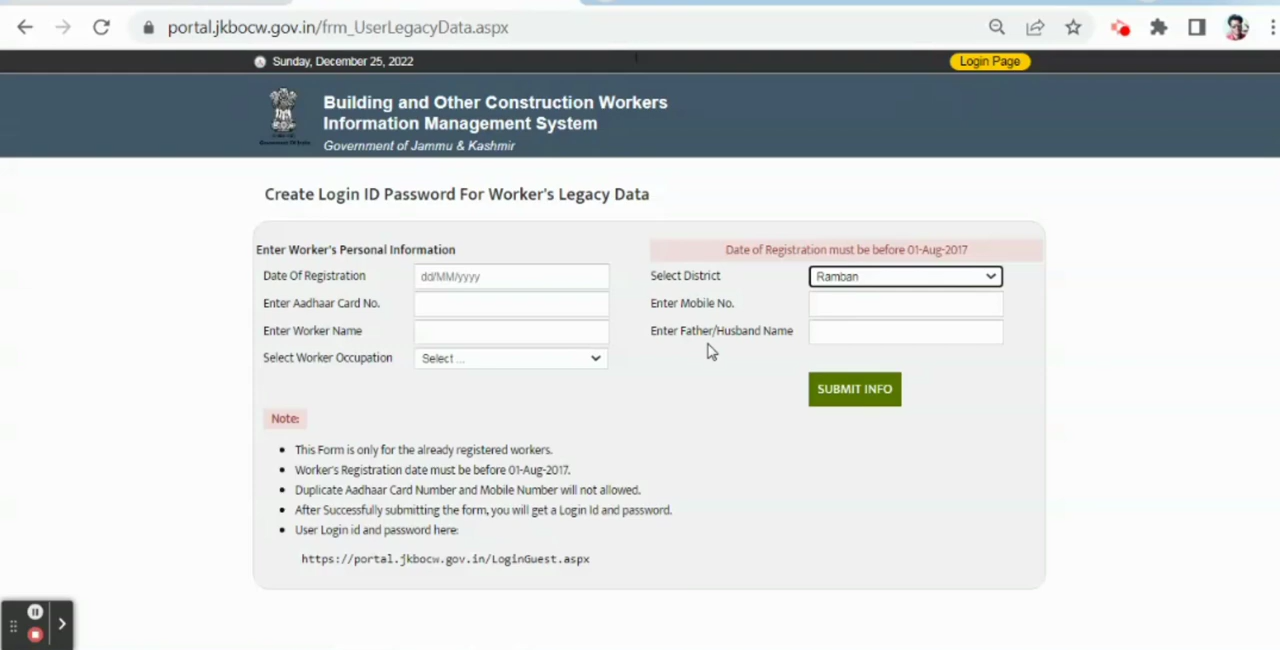 portal.jkbocw.gov.in/frm_UserLegacyData.aspx
Sunday, December 25, 2022
Login Page
Building and Other Construction Workers
Information Management System
Government of Jammu & Kashmir
Create Login ID Password For Worker's Legacy Data
Enter Worker's Personal Information
Date of Registration must be before 01-Aug-2017
Date Of Registration dd/MM/yyyy Select District Ramban
Enter Aadhaar Card No. Enter Mobile No.
Enter Worker Name Enter Father/Husband Name
Select Worker Occupation Select ...
SUBMIT INFO
Note:
This Form is only for the already registered workers.
Worker's Registration date must be before 01-Aug-2017.
Duplicate Aadhaar Card Number and Mobile Number will not allowed.
After Successfully submitting the form, you will get a Login Id and password.
User Login id and password here:
https://portal.jkbocw.gov.in/LoginGuest.aspx